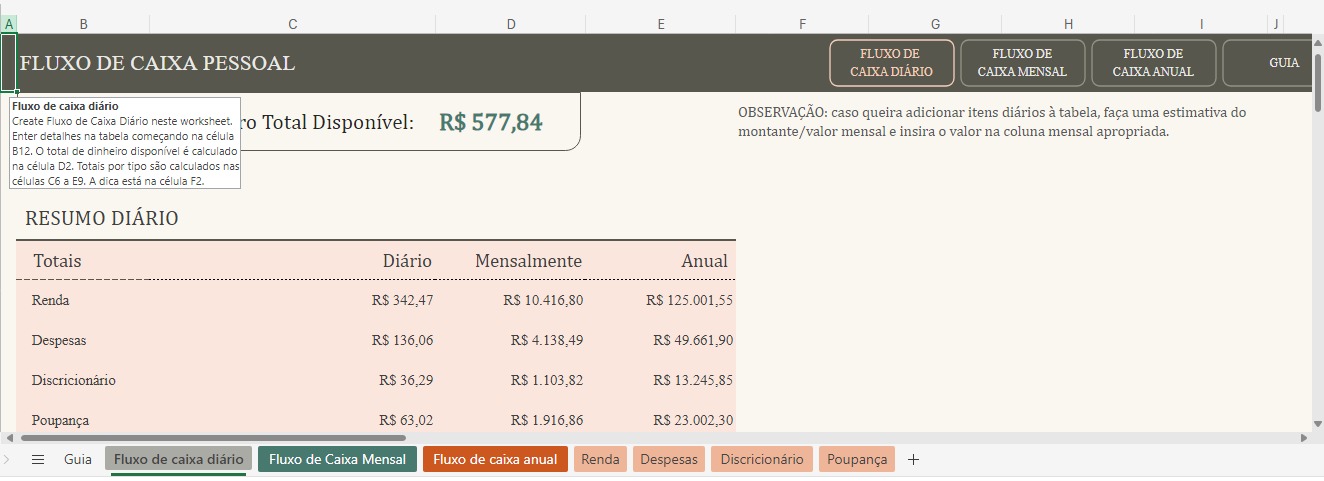 A B C D E F G H I J
FLUXO DE CAIXA PESSOAL
FLUXO DE
CAIXA DIÁRIO
FLUXO DE
CAIXA MENSAL
FLUXO DE
CAIXA ANUAL
GUIA
Fluxo de caixa diário
Create Fluxo de Caixa Diário neste worksheet.
Enter detalhes na tabela começando na célula
B12. O total de dinheiro disponível é calculado
na célula D2. Totais por tipo são calculados nas
células C6 a E9. A dica está na célula F2.
ro Total Disponível: R$ 577,84
OBSERVAÇÃO: caso queira adicionar itens diários à tabela, faça uma estimativa do
montante/valor mensal e insira o valor na coluna mensal apropriada.
RESUMO DIÁRIO
Totais Diário Mensalmente Anual
Renda R$ 342,47 R$ 10.416,80 R$ 125.001,55
Despesas R$ 136,06 R$ 4.138,49 R$ 49.661,90
Discricionário R$ 36,29 R$ 1.103,82 R$ 13.245,85
Poupança R$ 63,02 R$ 1.916,86 R$ 23.002,30
Guia Fluxo de caixa diário Fluxo de Caixa Mensal Fluxo de caixa anual Renda Despesas Discricionário Poupança +